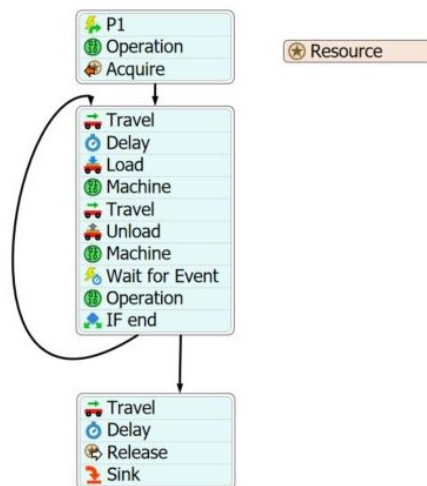 P1
Operation
Acquire
Resource
Travel
Delay
Load
Machine
Travel
Unload
Machine
Wait for Event
Operation
IF end
Travel
Delay
Release
Sink